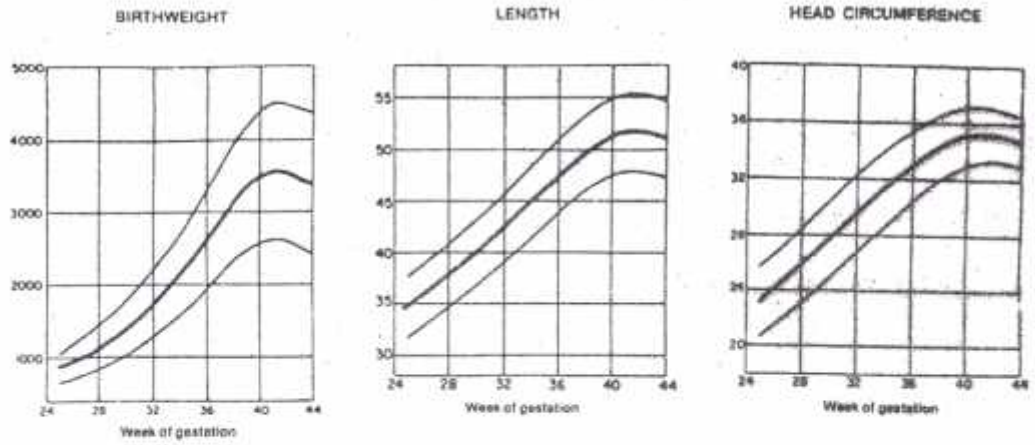 BIRTHWEIGHT
5000
4000
3000
2000
1000
24 28 32 36 40 44
Week of gestation
LENGTH
55
50
45
40
35
30
24 28 32 36 40 44
Week of gestation
HEAD CIRCUMFERENCE
40
36
32
28
20
24 28 32 36 40 44
Week of gestation